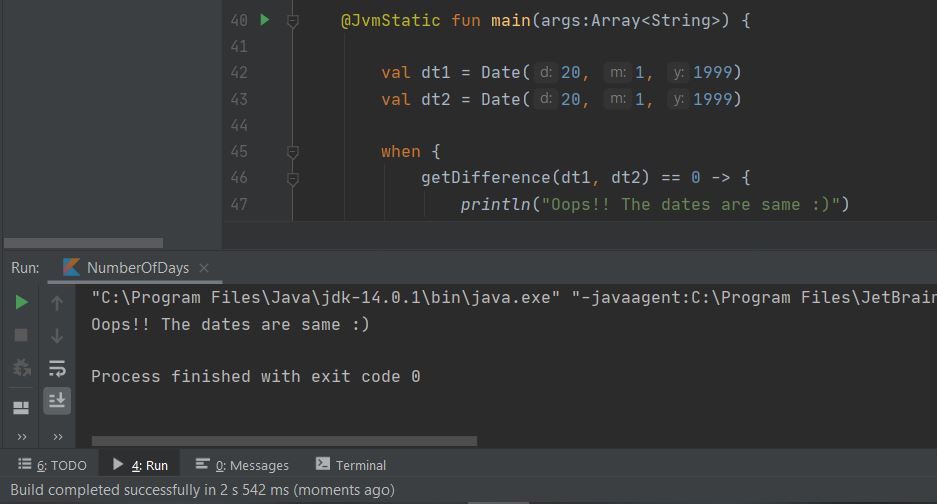 40 @JvmStatic fun main(args:Array<String>) {
41
42 val dt1 = Date( d: 20, m: 1, y: 1999)
43 val dt2 = Date( d: 20, m: 1, y: 1999)
44
45 when {
46 getDifference(dt1, dt2) == 0 -> {
47 println("Oops!! The dates are same :)")
Run: NumberOfDays ×
"C:\Program Files\Java\jdk-14.0.1\bin\java.exe" "-javaagent:C:\Program Files\JetBrain
Oops!! The dates are same :)
Process finished with exit code 0
6: TODO 4: Run 0: Messages Terminal
Build completed successfully in 2 s 542 ms (moments ago)